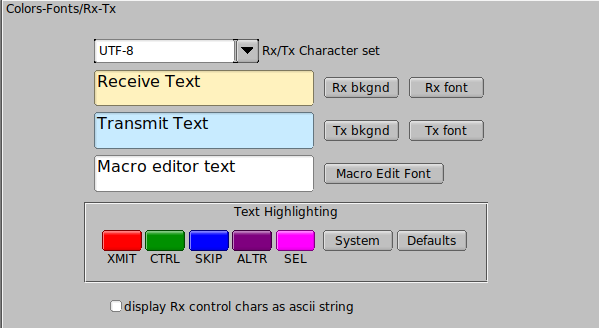 Colors-Fonts/Rx-Tx
UTF-8 Rx/Tx Character set
Receive Text Rx bkgnd Rx font
Transmit Text Tx bkgnd Tx font
Macro editor text Macro Edit Font
Text Highlighting
System Defaults
XMIT CTRL SKIP ALTR SEL
display Rx control chars as ascii string